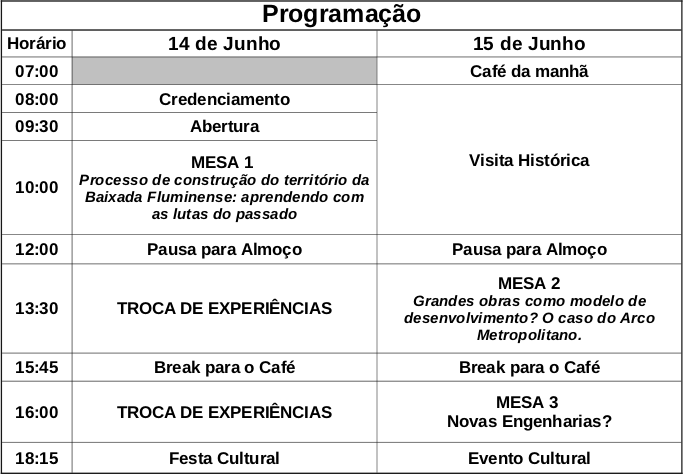 Programação
Horário 14 de Junho 15 de Junho
07:00 Café da manhã
08:00 Credenciamento
09:30 Abertura
Visita Histórica
10:00
MESA 1
Processo de construção do território da
Baixada Fluminense: aprendendo com
as lutas do passado
12:00 Pausa para Almoço Pausa para Almoço
13:30 TROCA DE EXPERIÊNCIAS
MESA 2
Grandes obras como modelo de
desenvolvimento? O caso do Arco
Metropolitano.
15:45 Break para o Café Break para o Café
16:00 TROCA DE EXPERIÊNCIAS
MESA 3
Novas Engenharias?
18:15 Festa Cultural Evento Cultural